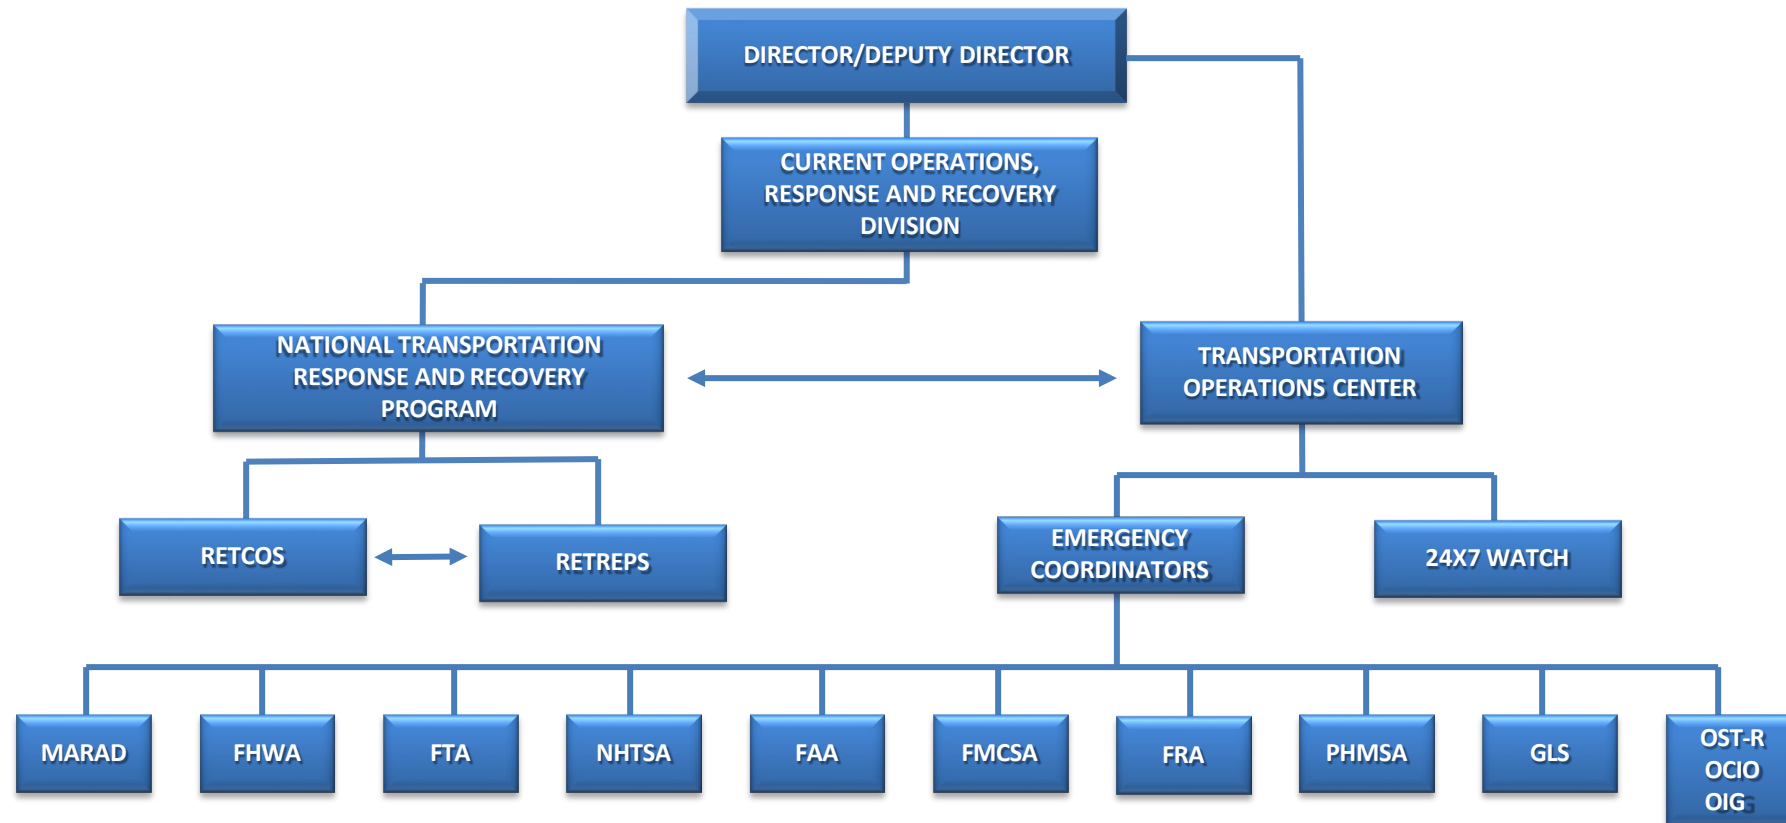 DIRECTOR/DEPUTY DIRECTOR
CURRENT OPERATIONS,
RESPONSE AND RECOVERY
DIVISION
NATIONAL TRANSPORTATION
RESPONSE AND RECOVERY
PROGRAM
TRANSPORTATION
OPERATIONS CENTER
RETCOS
RETREPS
EMERGENCY
COORDINATORS
24X7 WATCH
MARAD
FHWA
FTA
NHTSA
FAA
FMCSA
FRA
PHMSA
GLS
OST-R
OCIO
OIG